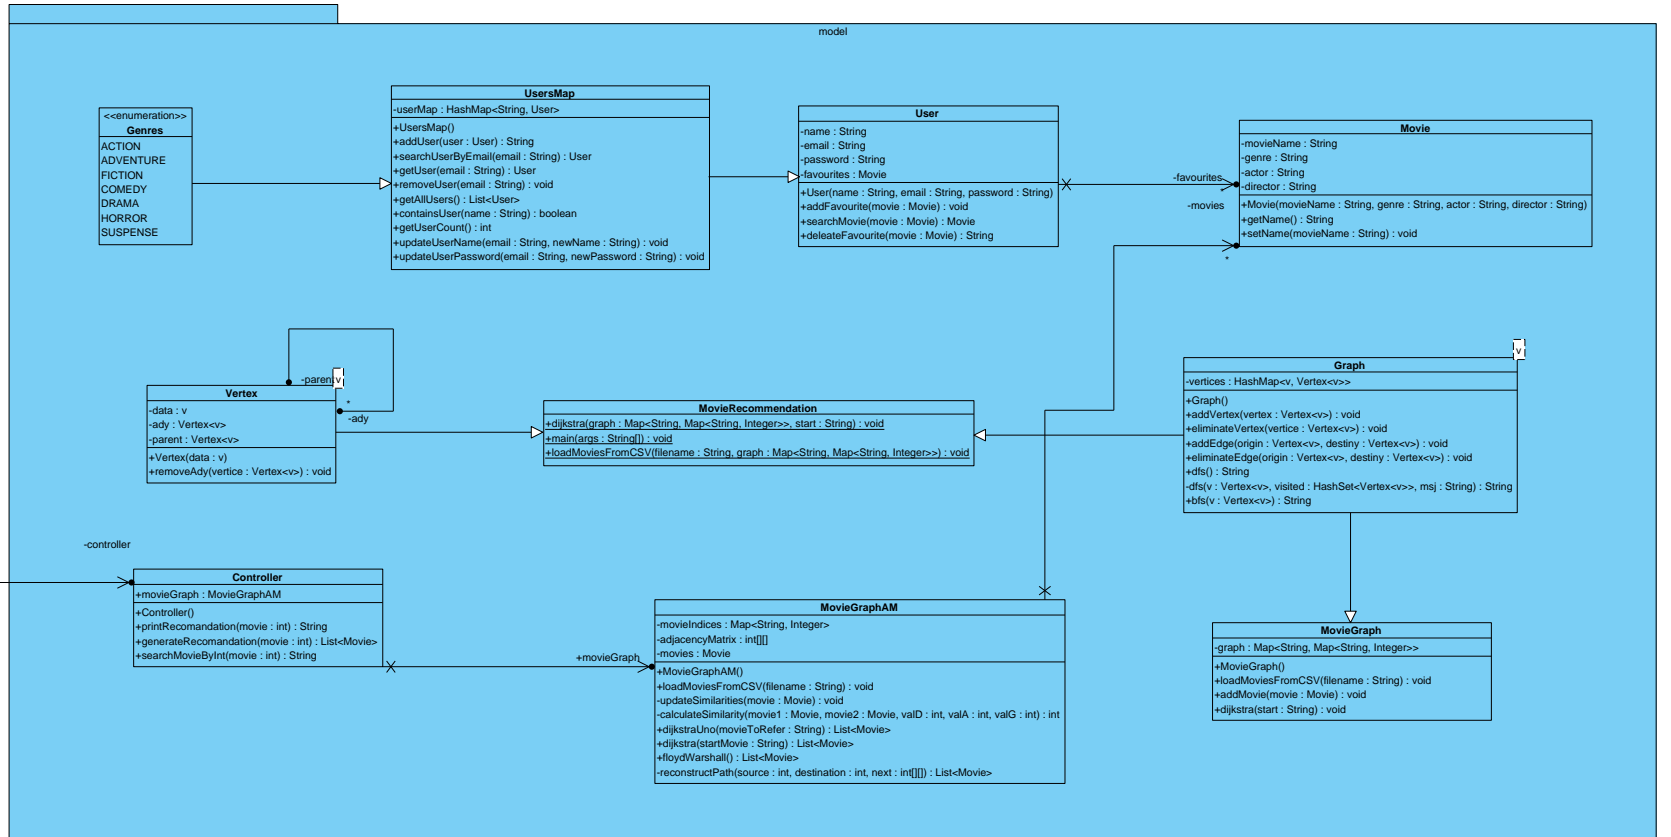 model
<<enumeration>>
Genres
ACTION
ADVENTURE
FICTION
COMEDY
DRAMA
HORROR
SUSPENSE
UsersMap
-userMap : HashMap<String, User>
+UsersMap()
+addUser(user : User) : String
+searchUserByEmail(email : String) : User
+getUser(email : String) : User
+removeUser(email : String) : void
+getAllUsers() : List<User>
+containsUser(name : String) : boolean
+getUserCount() : int
+updateUserName(email : String, newName : String) : void
+updateUserPassword(email : String, newPassword : String) : void
User
-name : String
-email : String
-password : String
-favourites : Movie
+User(name : String, email : String, password : String)
+addFavourite(movie : Movie) : void
+searchMovie(movie : Movie) : Movie
+deleateFavourite(movie : Movie) : String
-favourites
*
-movies
*
Movie
-movieName : String
-genre : String
-actor : String
-director : String
+Movie(movieName : String, genre : String, actor : String, director : String)
+getName() : String
+setName(movieName : String) : void
-parent
v
*
-ady
Vertex
-data : v
-ady : Vertex<v>
-parent : Vertex<v>
+Vertex(data : v)
+removeAdy(vertice : Vertex<v>) : void
MovieRecommendation
+dijkstra(graph : Map<String, Map<String, Integer>>, start : String) : void
+main(args : String[]) : void
+loadMoviesFromCSV(filename : String, graph : Map<String, Map<String, Integer>>) : void
v
Graph
-vertices : HashMap<v, Vertex<v>>
+Graph()
+addVertex(vertex : Vertex<v>) : void
+eliminateVertex(vertice : Vertex<v>) : void
+addEdge(origin : Vertex<v>, destiny : Vertex<v>) : void
+eliminateEdge(origin : Vertex<v>, destiny : Vertex<v>) : void
+dfs() : String
-dfs(v : Vertex<v>, visited : HashSet<Vertex<v>>, msj : String) : String
+bfs(v : Vertex<v>) : String
-controller
Controller
+movieGraph : MovieGraphAM
+Controller()
+printRecomandation(movie : int) : String
+generateRecomandation(movie : int) : List<Movie>
+searchMovieByInt(movie : int) : String
+movieGraph
MovieGraphAM
-movieIndices : Map<String, Integer>
-adjacencyMatrix : int[][]
-movies : Movie
+MovieGraphAM()
+loadMoviesFromCSV(filename : String) : void
-updateSimilarities(movie : Movie) : void
-calculateSimilarity(movie1 : Movie, movie2 : Movie, valD : int, valA : int, valG : int) : int
+dijkstraUno(movieToRefer : String) : List<Movie>
+dijkstra(startMovie : String) : List<Movie>
+floydWarshall() : List<Movie>
-reconstructPath(source : int, destination : int, next : int[][]) : List<Movie>
MovieGraph
-graph : Map<String, Map<String, Integer>>
+MovieGraph()
+loadMoviesFromCSV(filename : String) : void
+addMovie(movie : Movie) : void
+dijkstra(start : String) : void